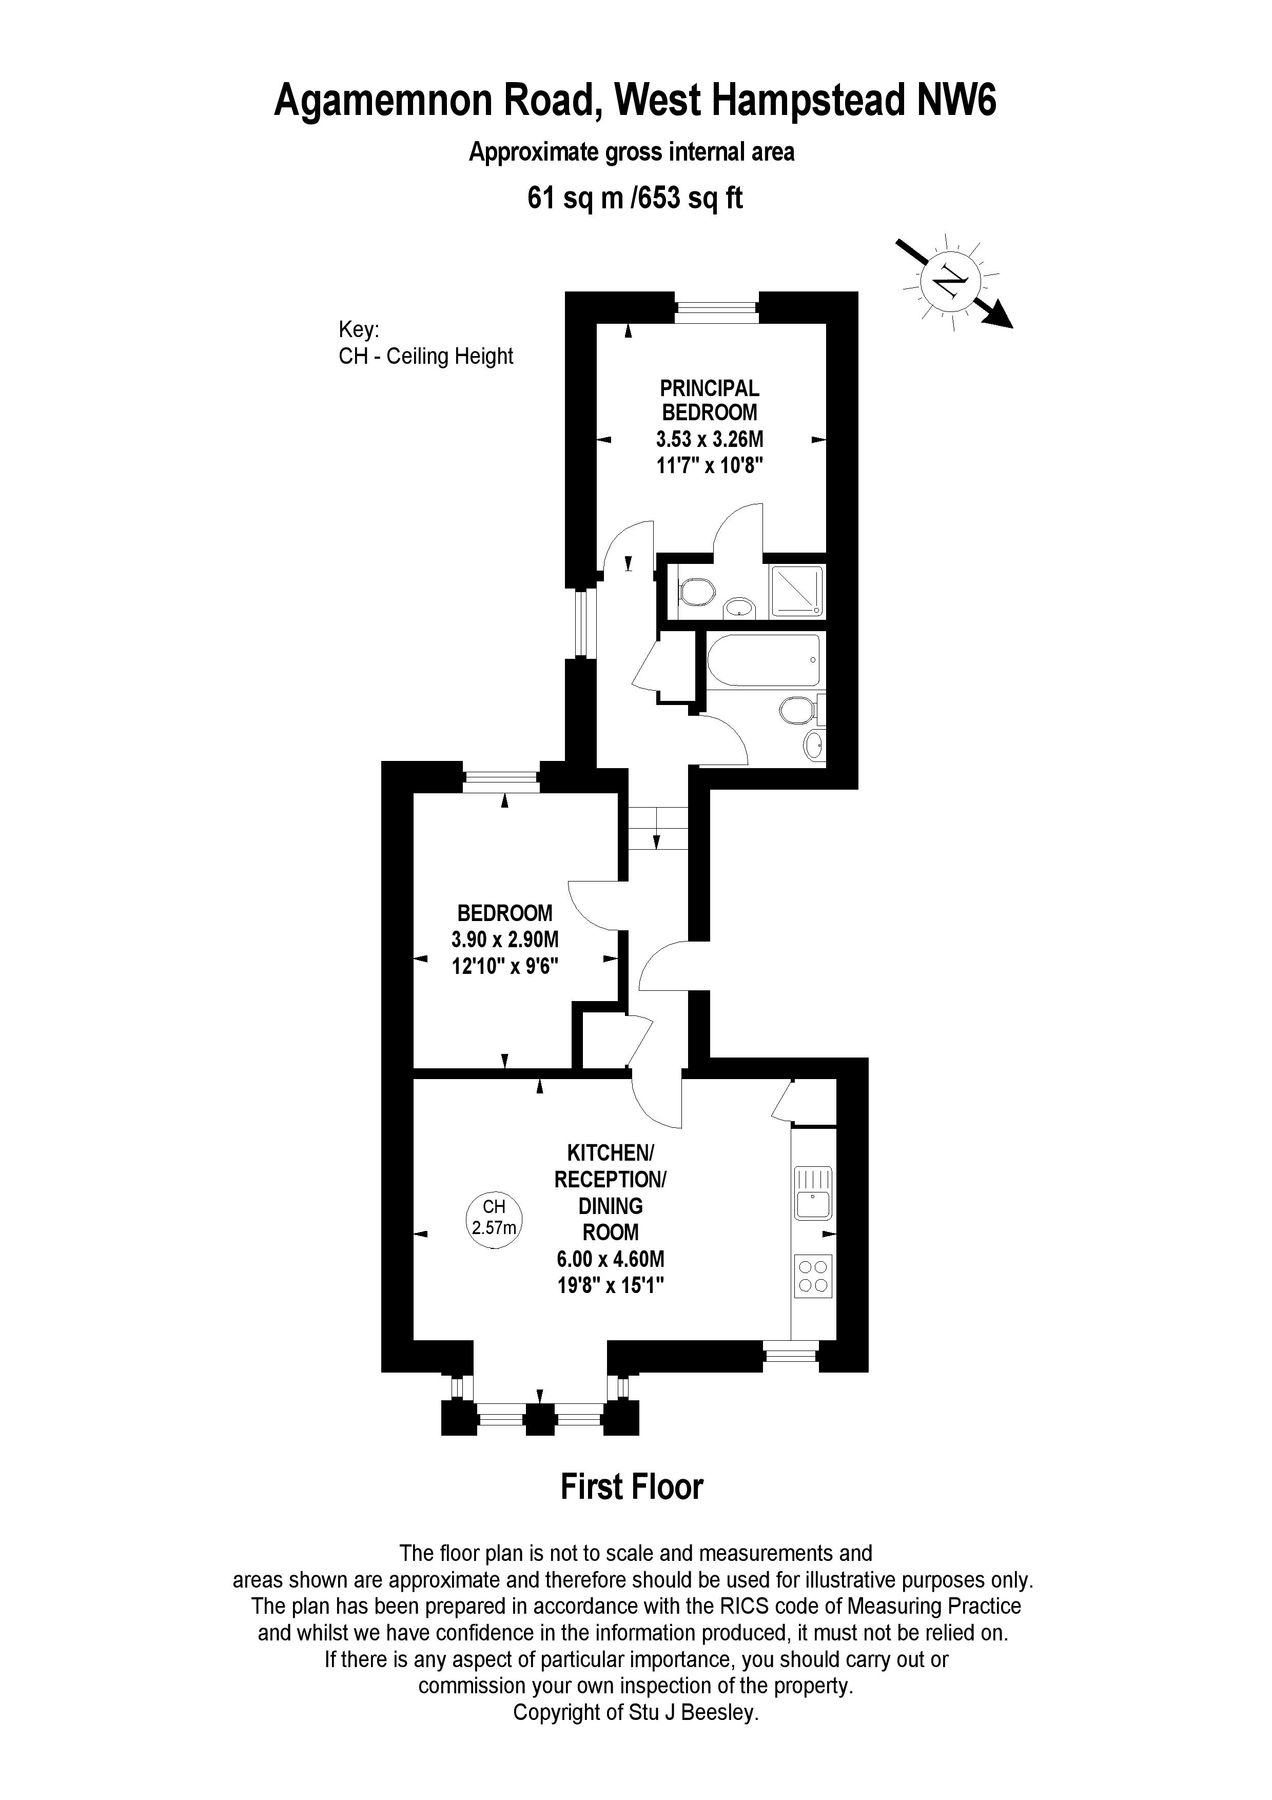 Agamemnon Road, West Hampstead NW6
Approximate gross internal area
61 sq m /653 sq ft
N
Key:
CH - Ceiling Height
PRINCIPAL
BEDROOM
3.53 x 3.26M
11'7" x 10'8"
BEDROOM
3.90 x 2.90M
12'10" x 9'6"
KITCHEN/
RECEPTION/
DINING
ROOM
6.00 x 4.60M
19'8" x 15'1"
CH
2.57m
First Floor
The floor plan is not to scale and measurements and
areas shown are approximate and therefore should be used for illustrative purposes only.
The plan has been prepared in accordance with the RICS code of Measuring Practice
and whilst we have confidence in the information produced, it must not be relied on.
If there is any aspect of particular importance, you should carry out or
commission your own inspection of the property.
Copyright of Stu J Beesley.